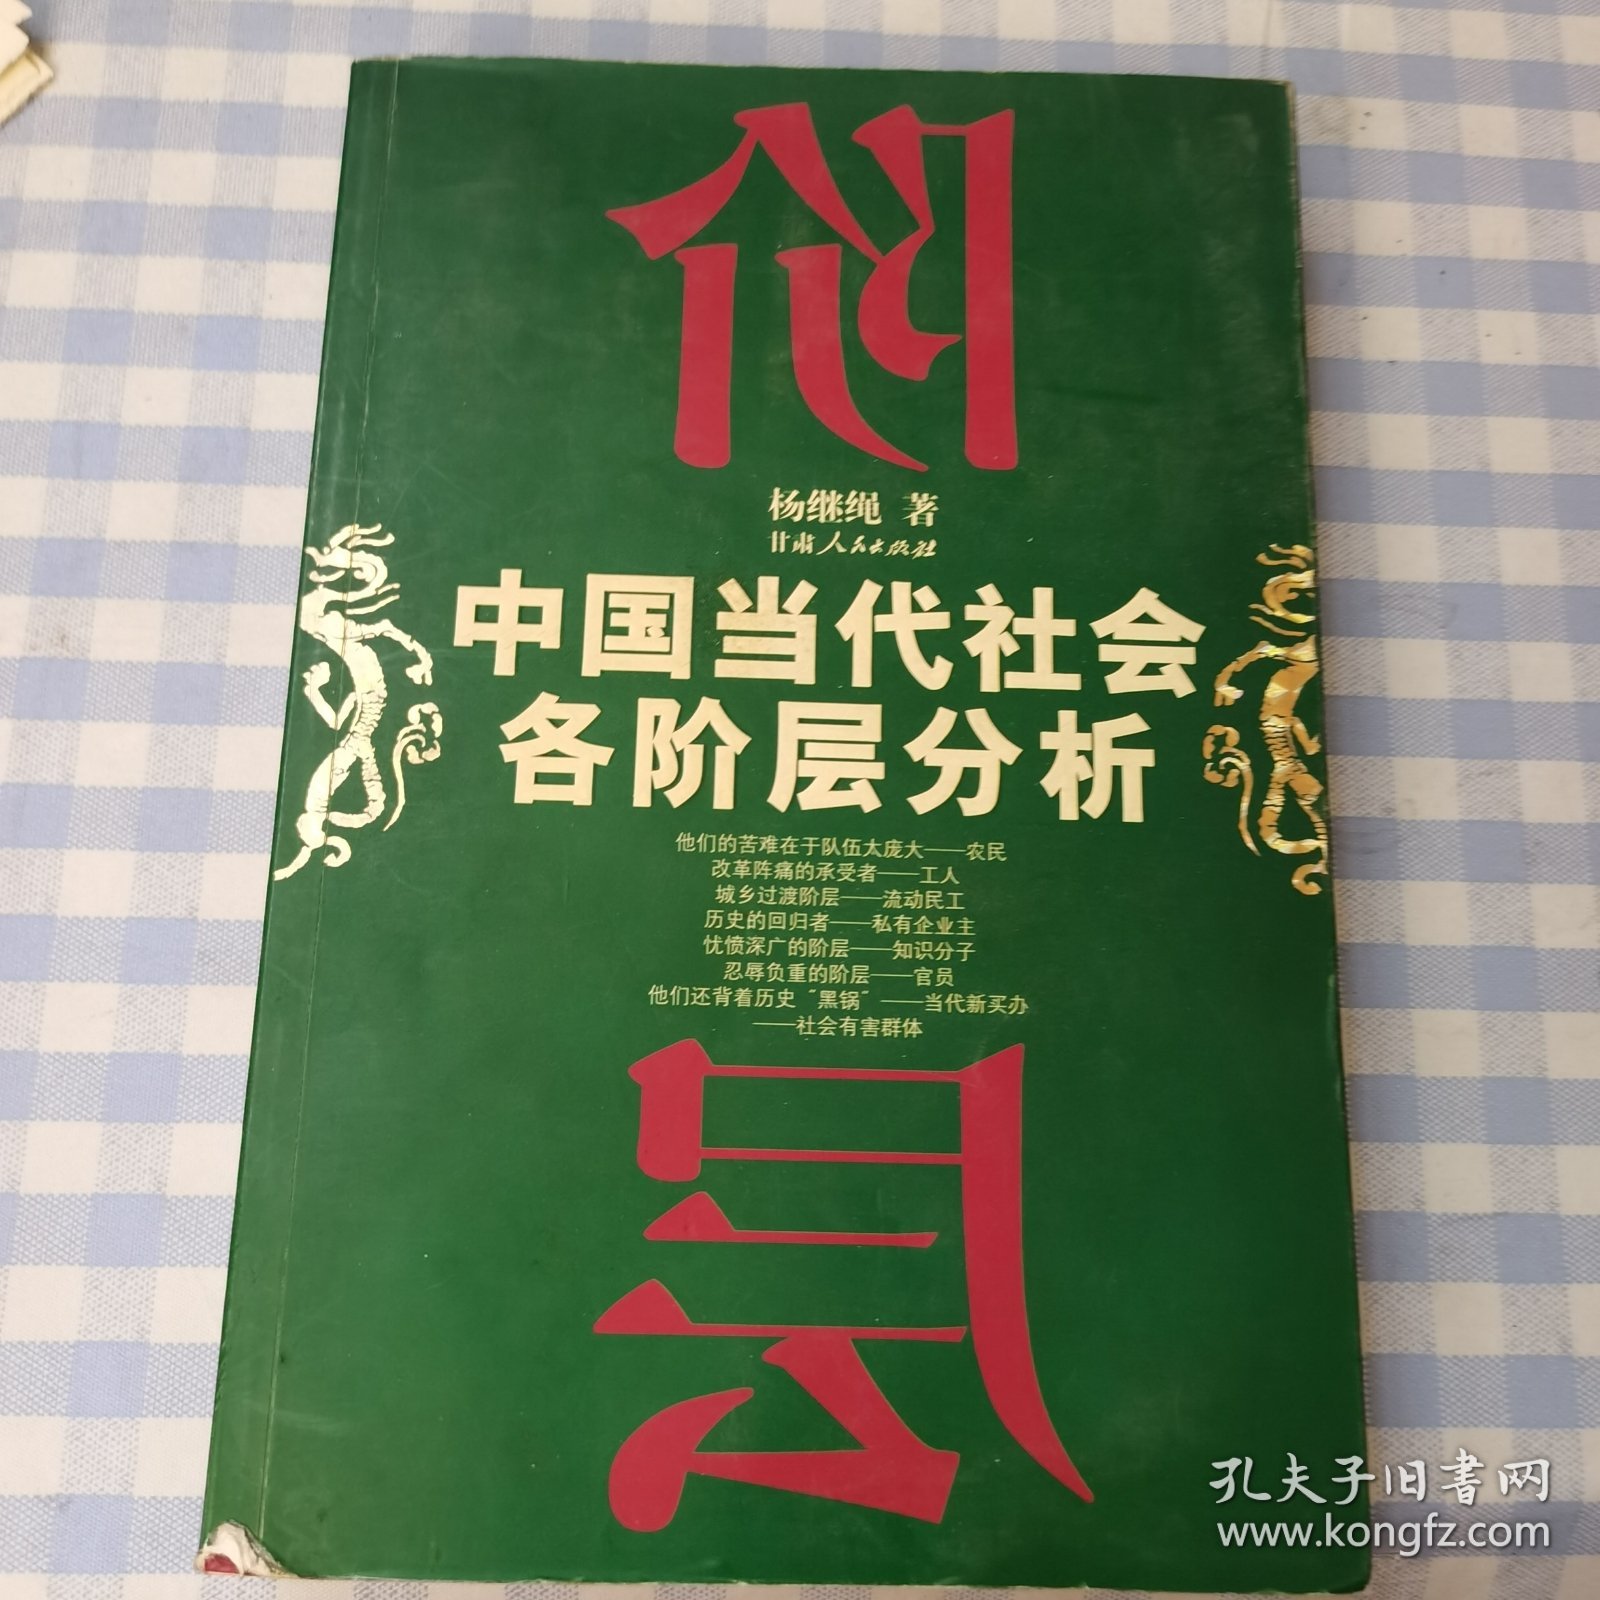 阶
杨继绳 著
甘肃人民出版社
中国当代社会
各阶层分析
他们的苦难在于队伍太庞大——农民
改革阵痛的承受者——工人
城乡过渡阶层——流动民工
历史的回归者——私有企业主
忧愤深广的阶层——知识分子
忍辱负重的阶层——官员
他们还背着历史“黑锅”——当代新买办
——社会有害群体
层
孔夫子旧书网
www.kongfz.com